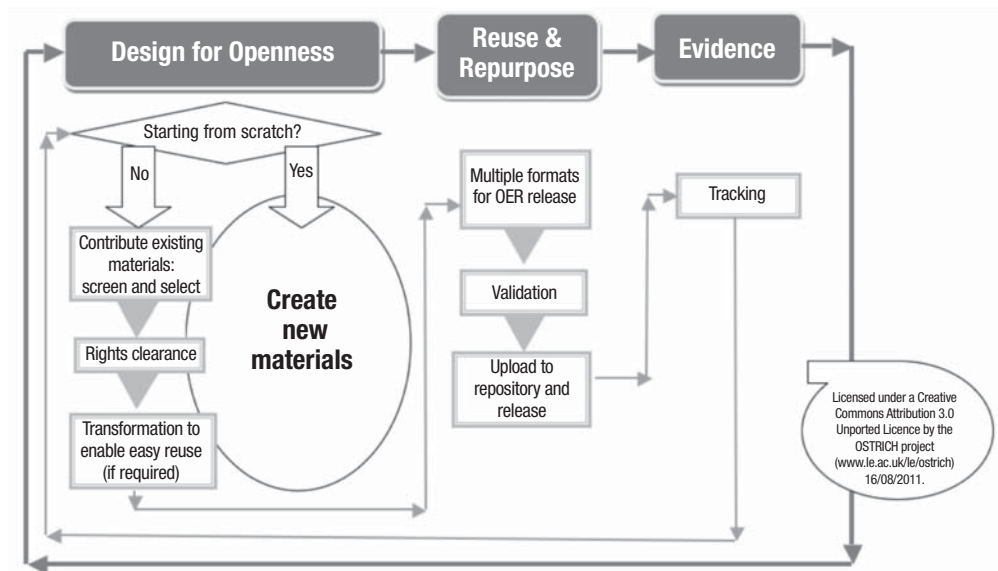 Design for Openness
Reuse &
Repurpose
Evidence
Starting from scratch?
No
Yes
Contribute existing
materials:
screen and select
Rights clearance
Transformation to
enable easy reuse
(if required)
Create
new
materials
Multiple formats
for OER release
Validation
Upload to
repository and
release
Tracking
Licensed under a Creative
Commons Attribution 3.0
Unported Licence by the
OSTRICH project
(www.le.ac.uk/le/ostrich)
16/08/2011.